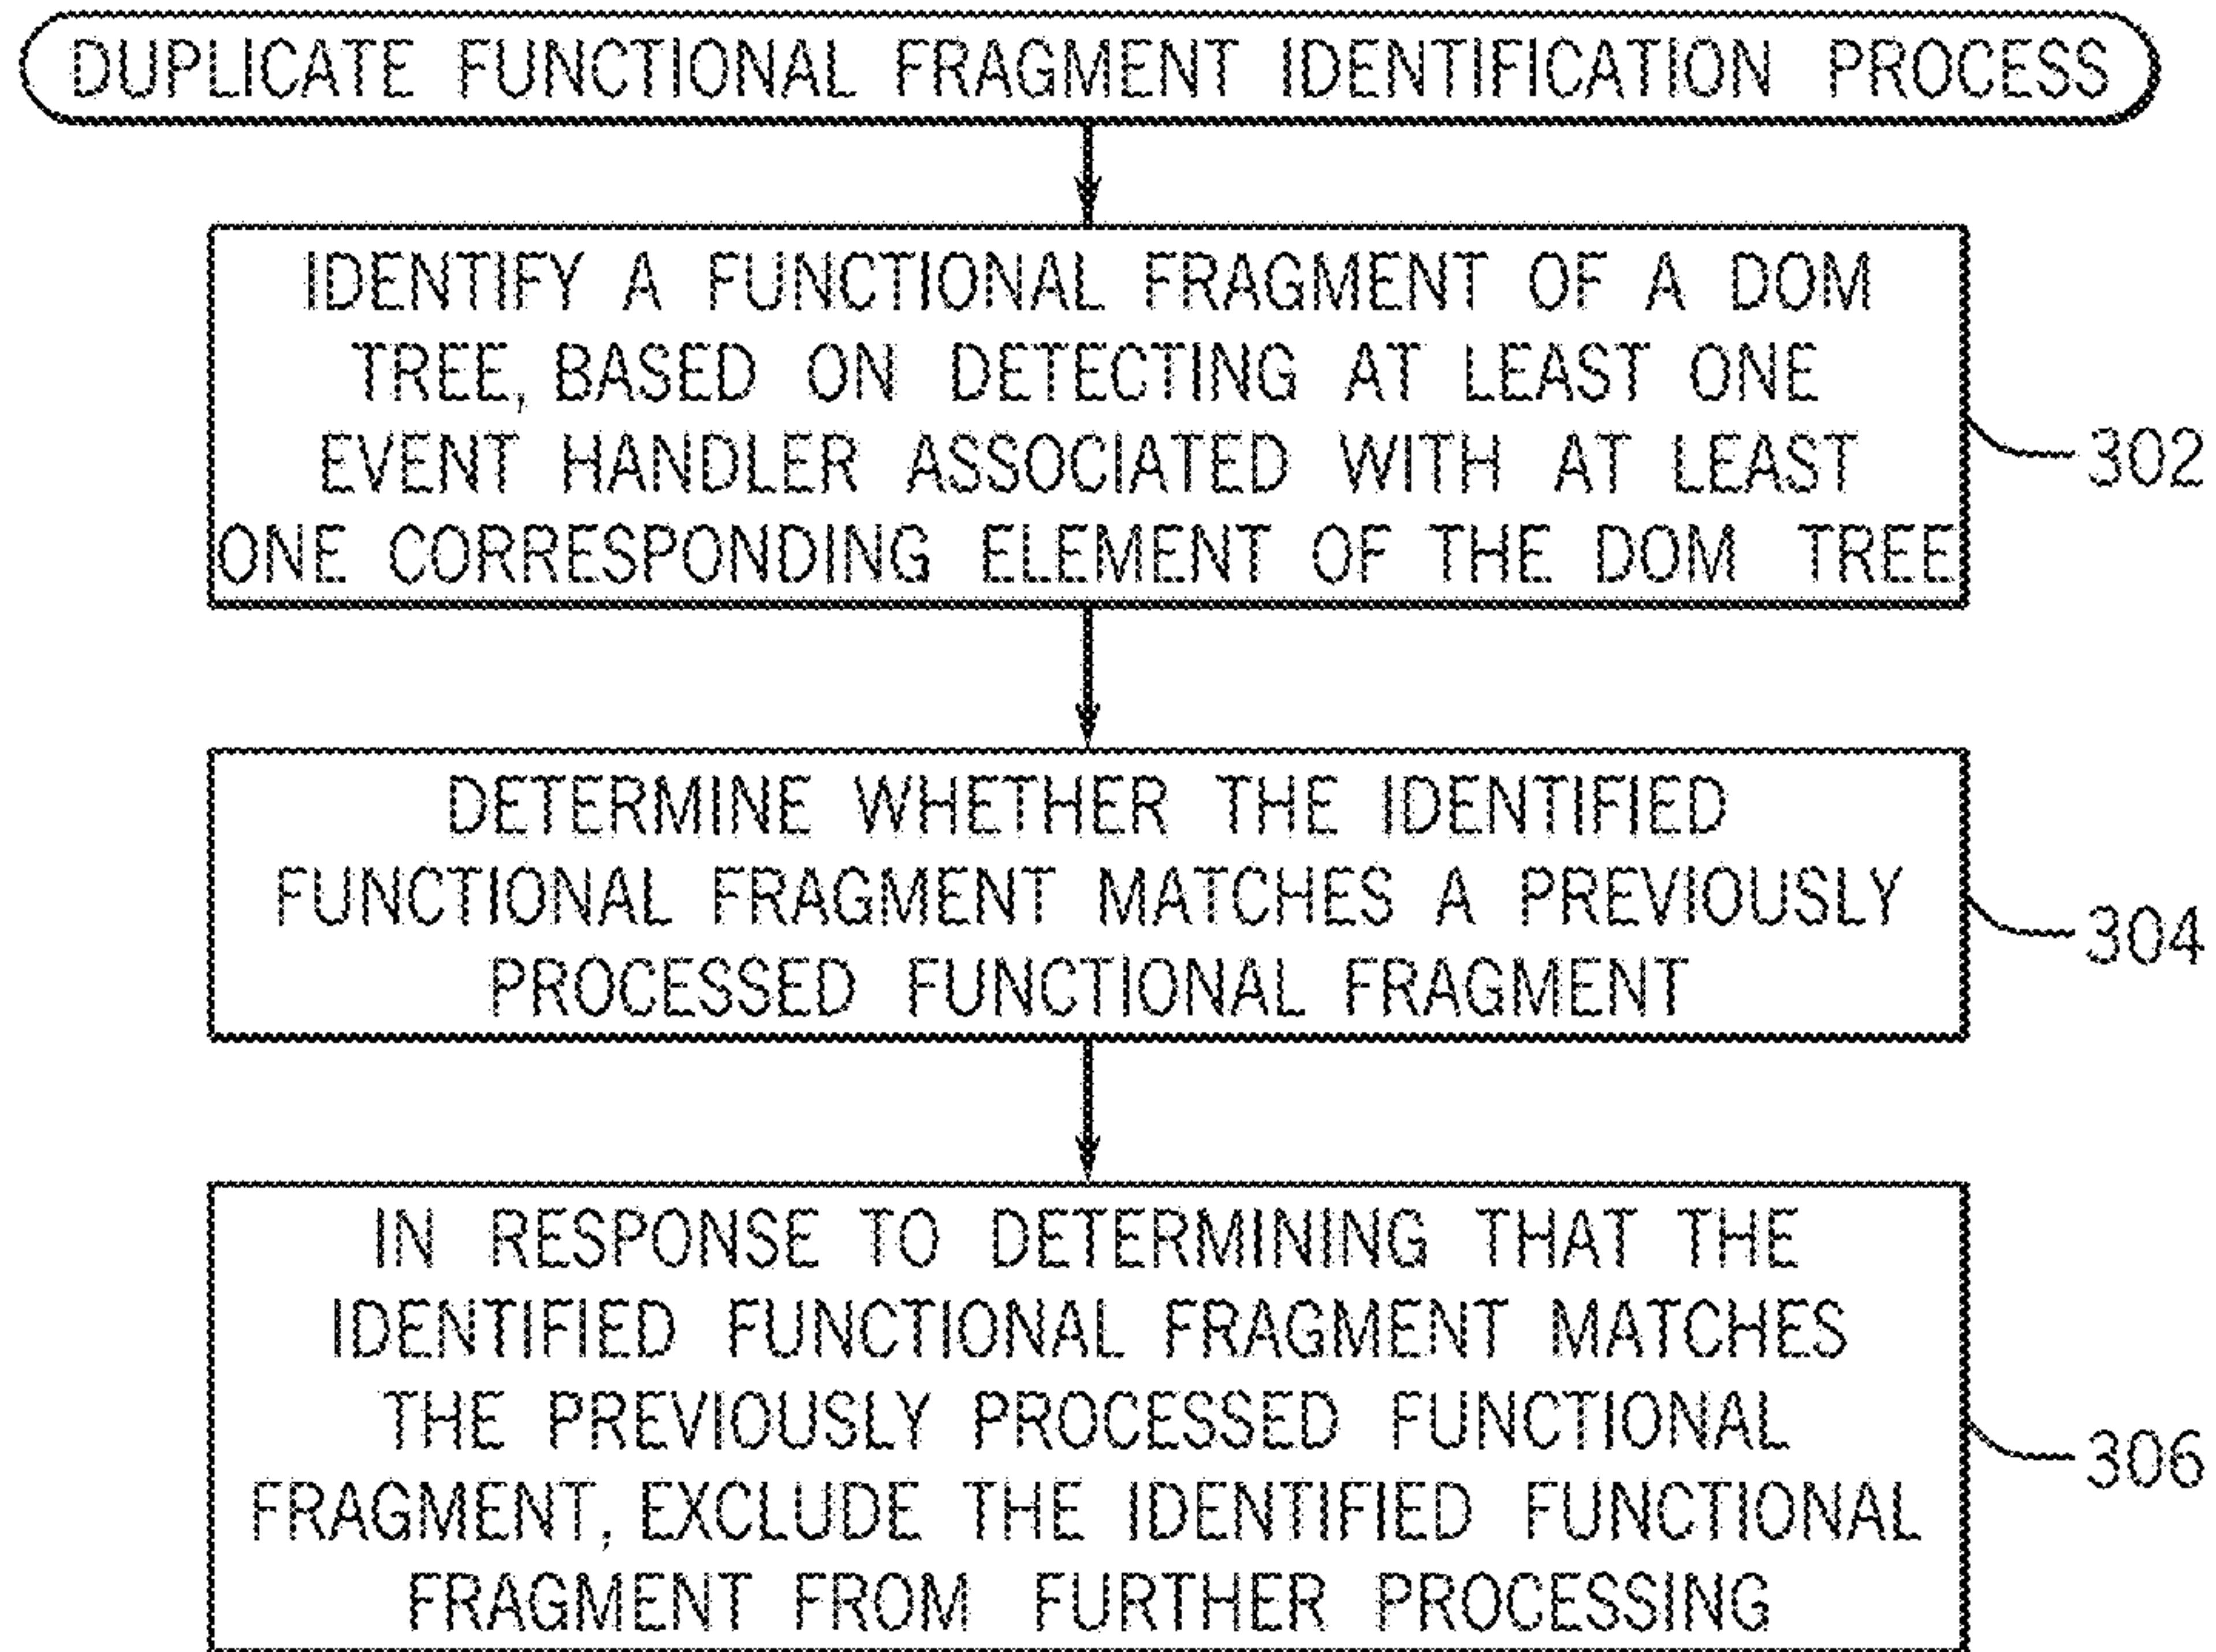 DUPLICATE FUNCTIONAL FRAGMENT IDENTIFICATION PROCESS
IDENTIFY A FUNCTIONAL FRAGMENT OF A DOM
TREE, BASED ON DETECTING AT LEAST ONE
EVENT HANDLER ASSOCIATED WITH AT LEAST
ONE CORRESPONDING ELEMENT OF THE DOM TREE
302
DETERMINE WHETHER THE IDENTIFIED
FUNCTIONAL FRAGMENT MATCHES A PREVIOUSLY
PROCESSED FUNCTIONAL FRAGMENT
304
IN RESPONSE TO DETERMINING THAT THE
IDENTIFIED FUNCTIONAL FRAGMENT MATCHES
THE PREVIOUSLY PROCESSED FUNCTIONAL
FRAGMENT, EXCLUDE THE IDENTIFIED FUNCTIONAL
FRAGMENT FROM FURTHER PROCESSING
306